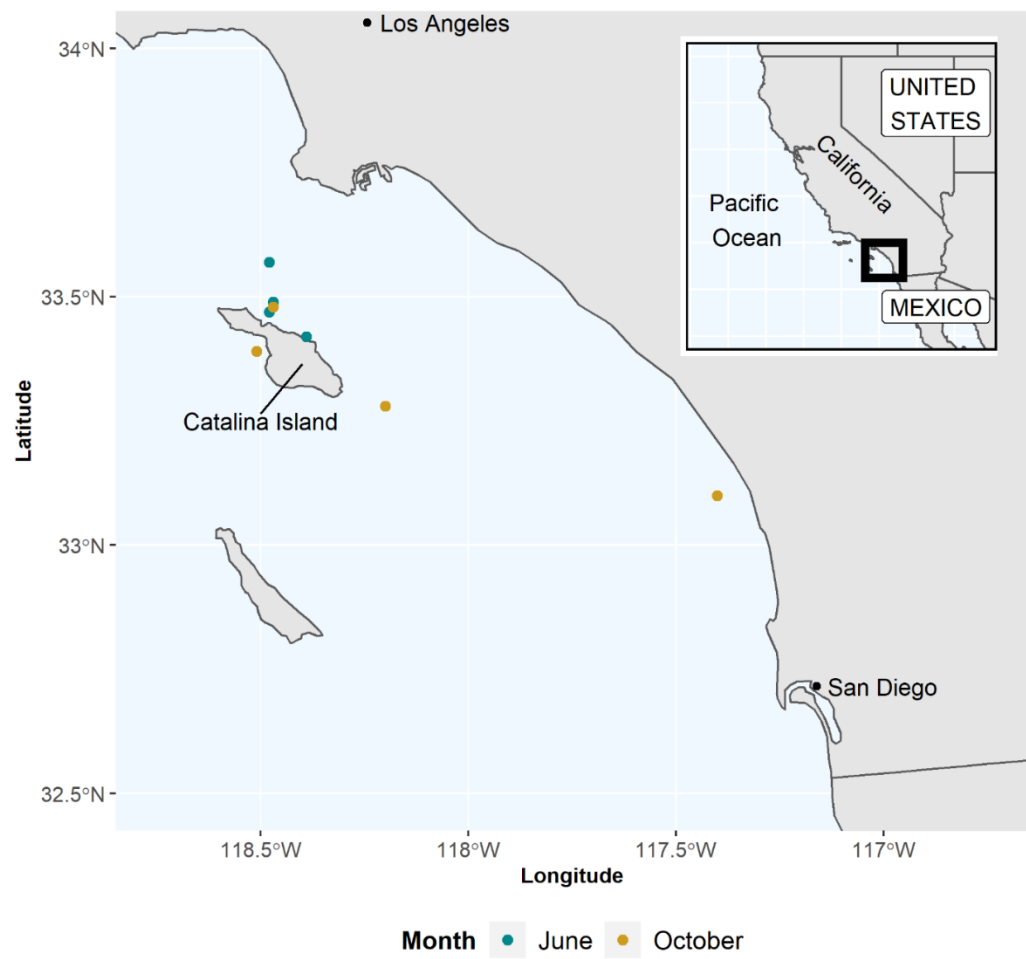 Los Angeles
34°N
UNITED
STATES
California
Pacific
Ocean
MEXICO
33.5°N
Catalina Island
Latitude
33°N
San Diego
32.5°N
118.5°W
118°W
117.5°W
117°W
Longitude
Month
June
October